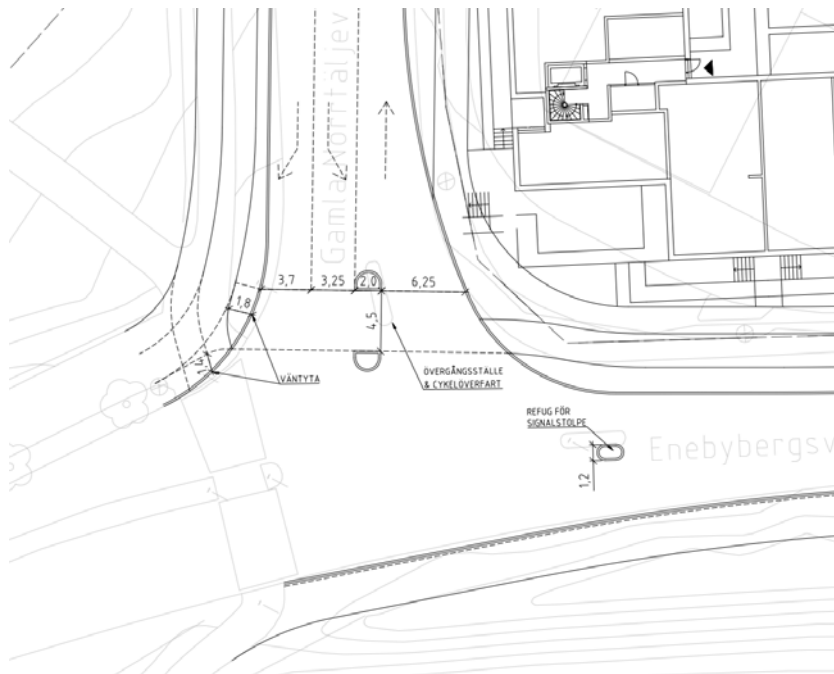 Gamla Norrtäljev
3,7
3,25
2,0
6,25
1,8
4,5
1,4
VÄNTYTA
ÖVERGÅNGSSTÄLLE
& CYKELÖVERFART
REFUG FÖR
SIGNALSTOLPE
Enebybergsv
1,2